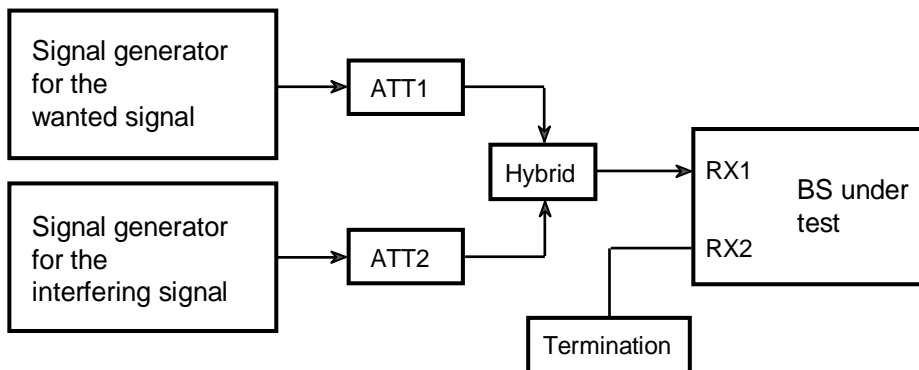 Signal generator
for the
wanted signal
ATT1
Hybrid
RX1
BS under
test
Signal generator
for the
interfering signal
ATT2
RX2
Termination